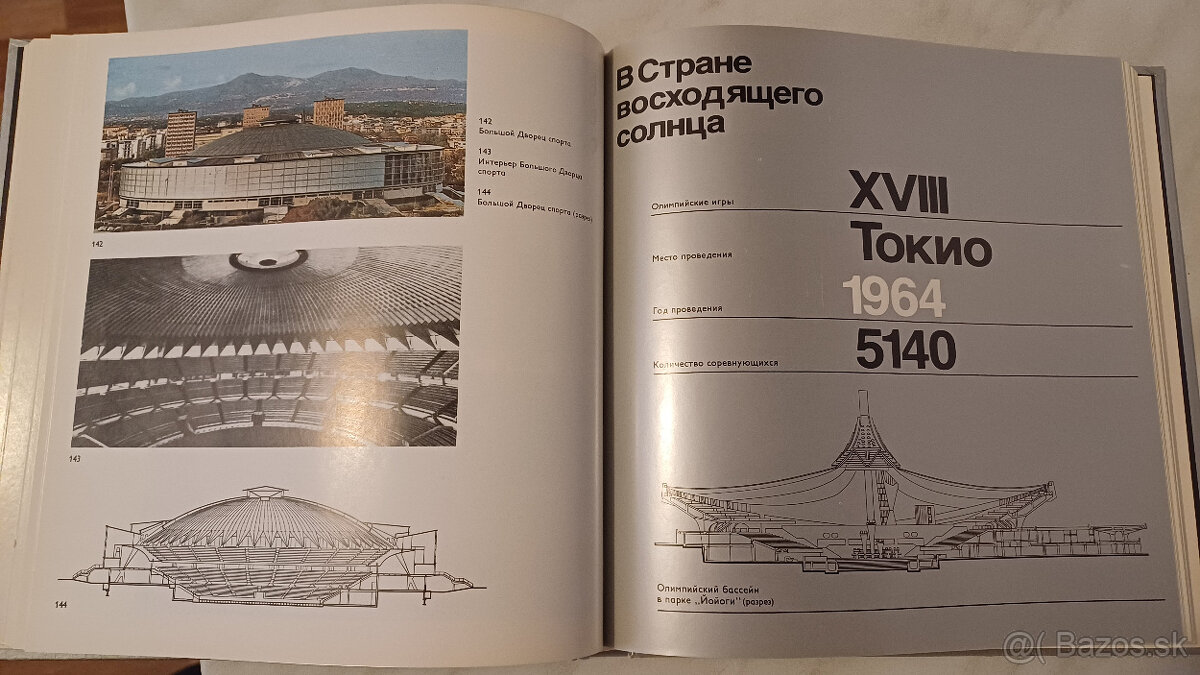 142
Большой Дворец спорта
143
Интерьер Большого Дворца
спорта
144
Большой Дворец спорта (разрез)
142
143
144
В Стране
восходящего
солнца
Олимпийские игры XVIII
Место проведения Токио
Год проведения 1964
Количество соревнующихся 5140
Олимпийский бассейн
в парке „Йойоги" (разрез)
@( Bazos.sk